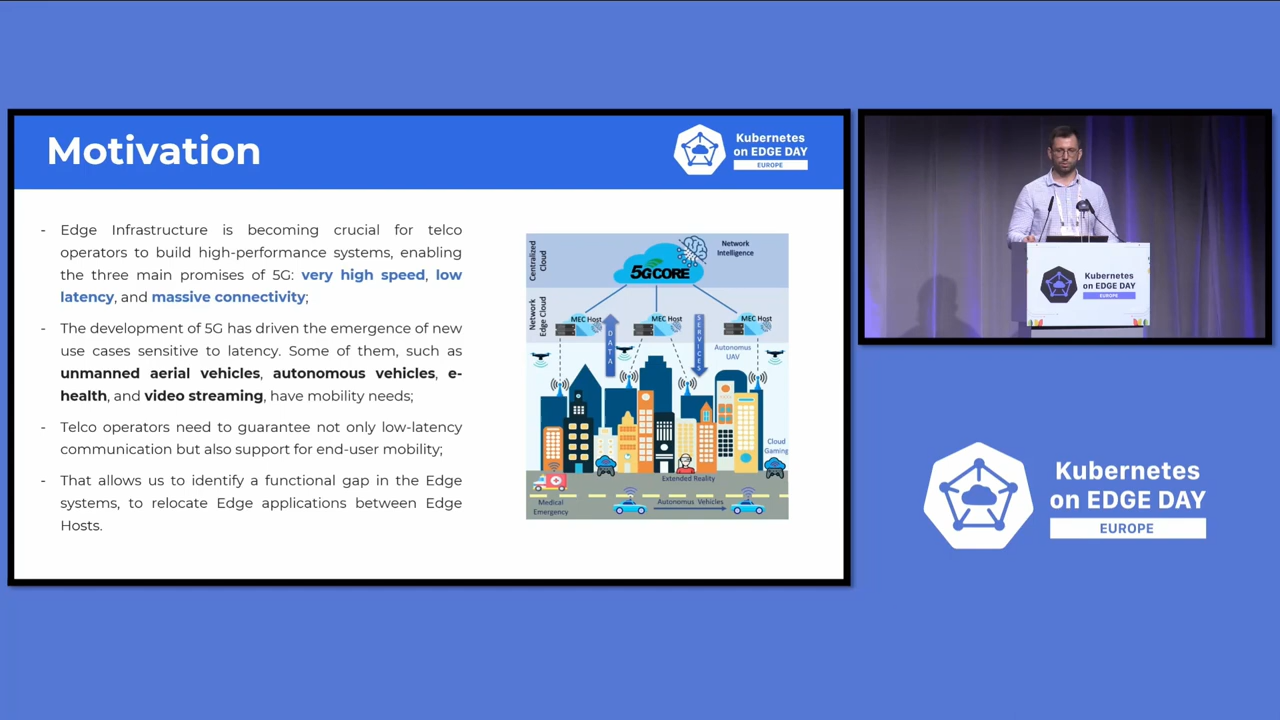 Motivation
Kubernetes
on EDGE DAY
EUROPE
- Edge Infrastructure is becoming crucial for telco
operators to build high-performance systems, enabling
the three main promises of 5G: very high speed, low
latency, and massive connectivity;
- The development of 5G has driven the emergence of new
use cases sensitive to latency. Some of them, such as
unmanned aerial vehicles, autonomous vehicles, e-
health, and video streaming, have mobility needs;
- Telco operators need to guarantee not only low-latency
communication but also support for end-user mobility;
- That allows us to identify a functional gap in the Edge
systems, to relocate Edge applications between Edge
Hosts.
Centralized
Cloud
5G CORE
Network
Intelligence
Network
Edge Cloud
MEC Host
MEC Host
MEC Host
DATA
SERVICES
Autonomus
UAV
Cloud
Gaming
Extended Reality
Medical
Emergency
Autonomus Vehicles
Kubernetes
on EDGE DAY
EUROPE
Kubernetes
on EDGE DAY
EUROPE